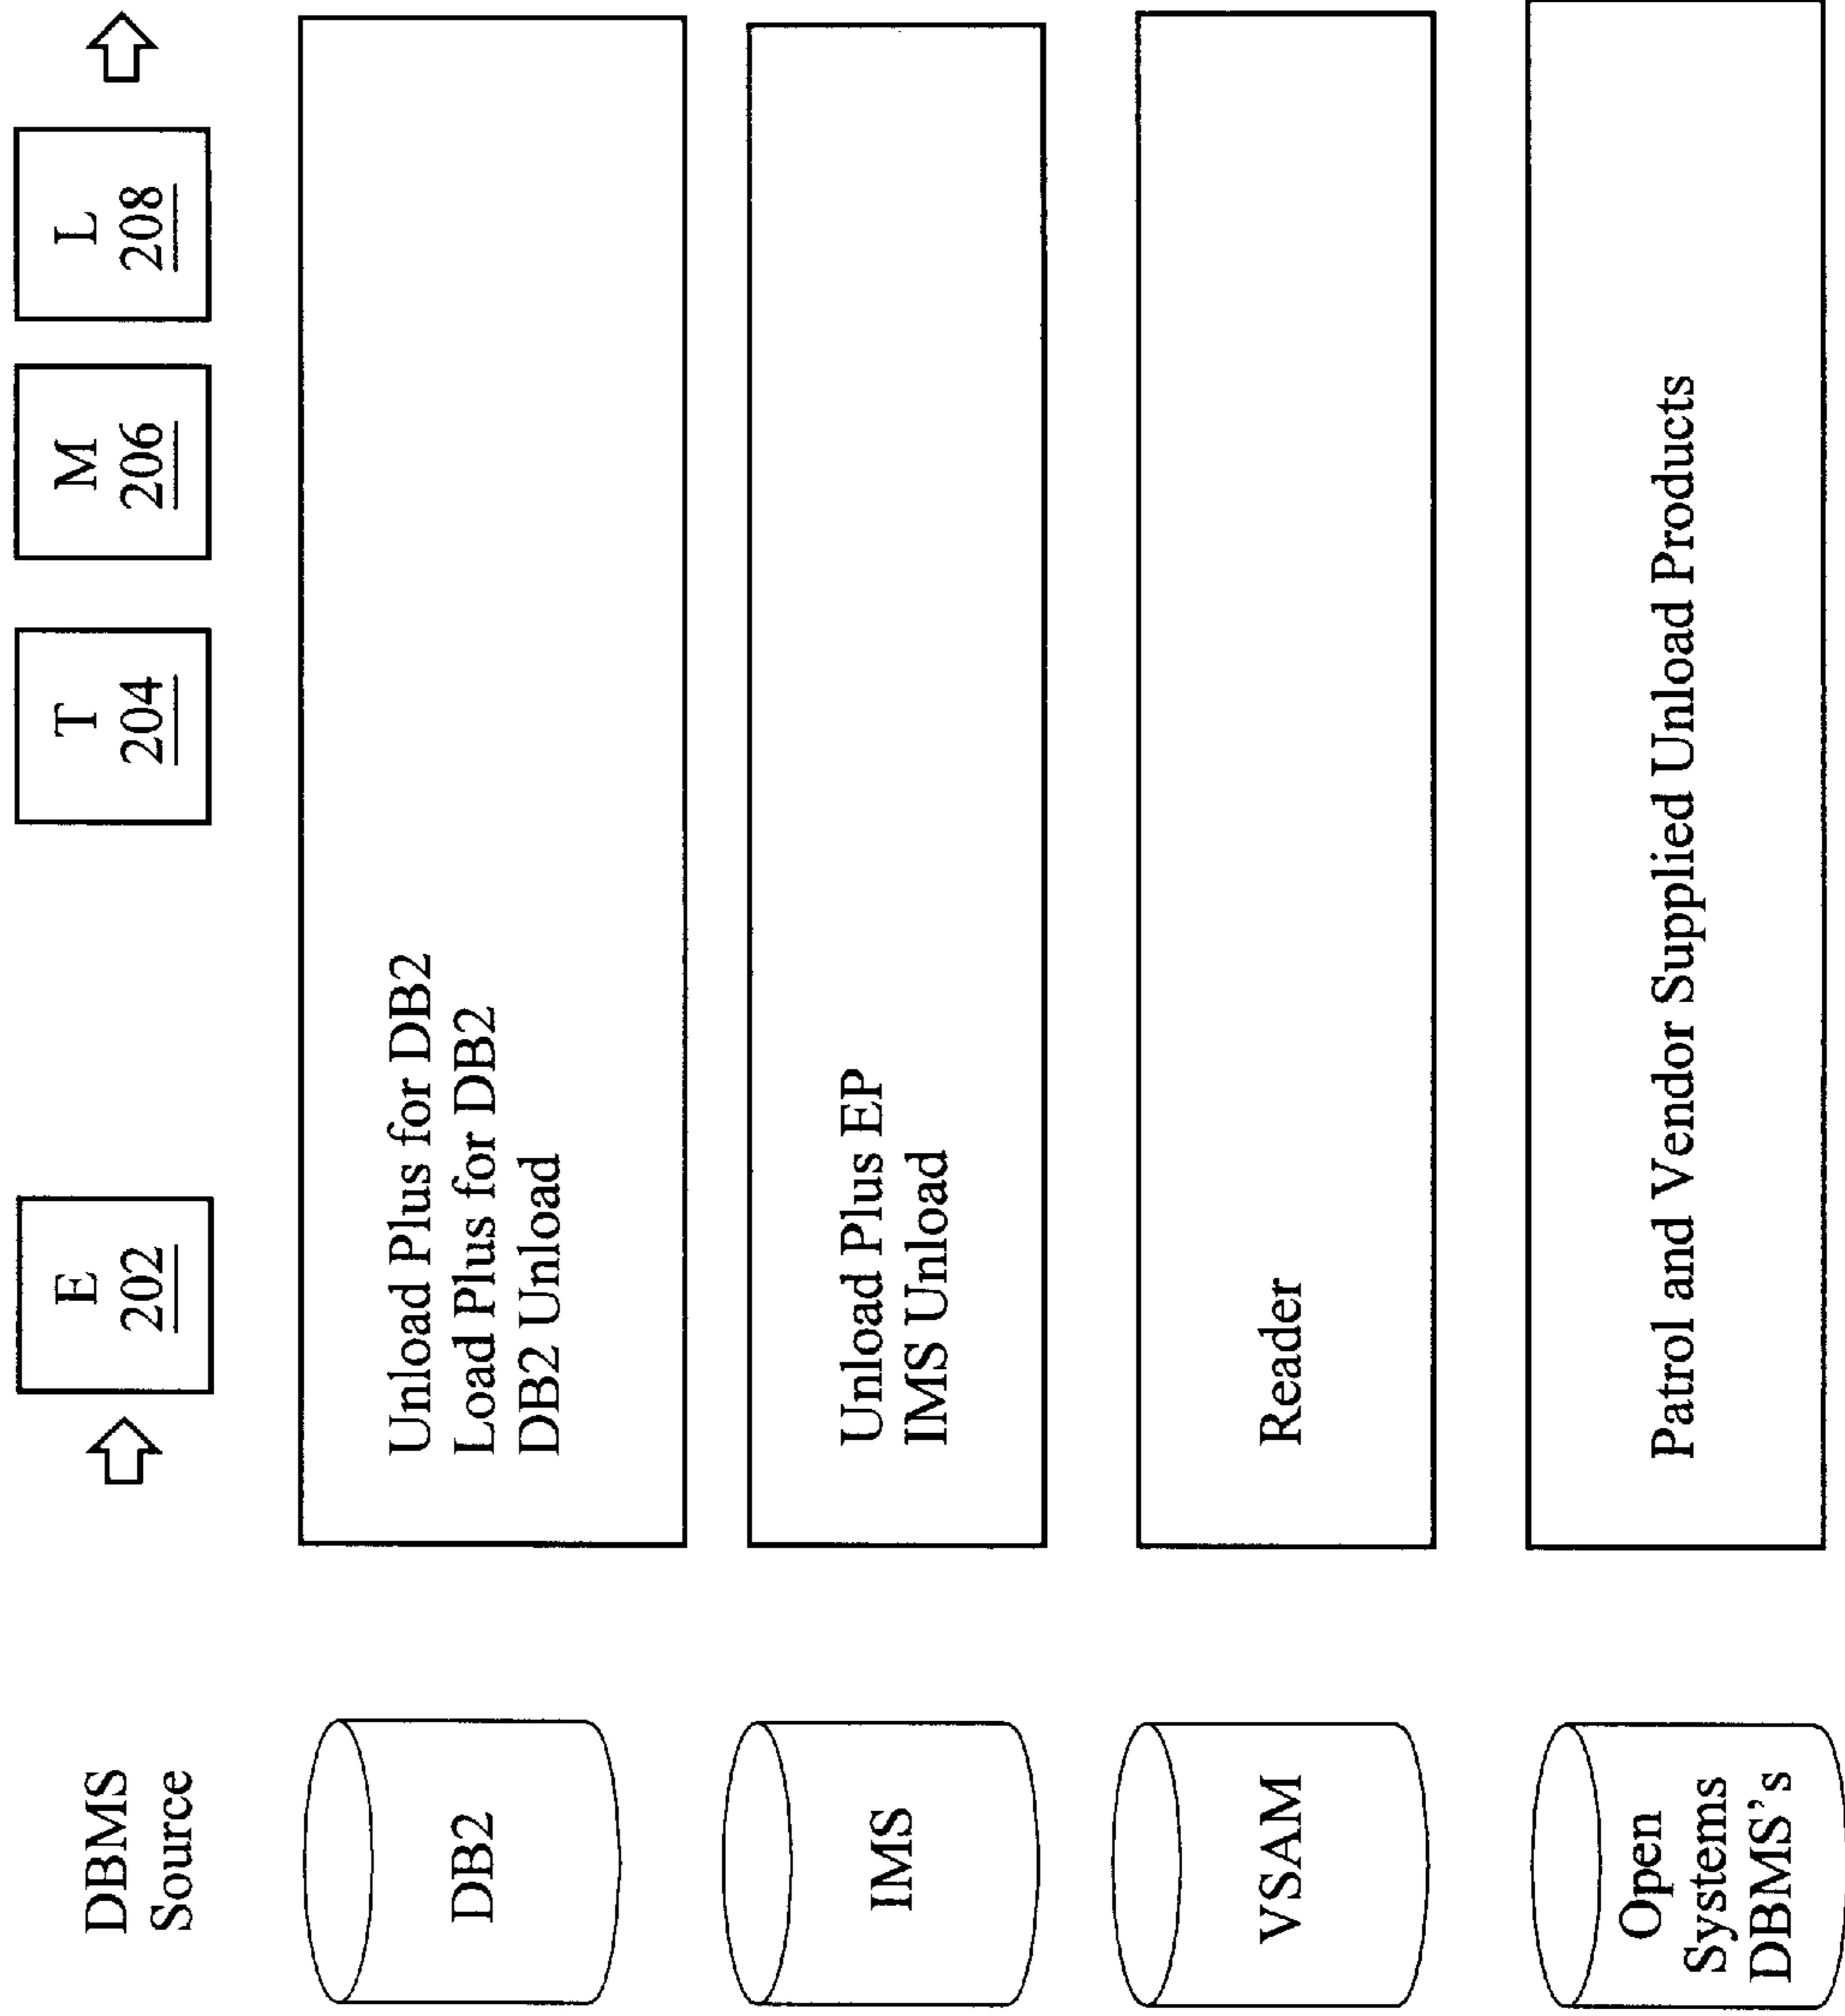 DBMS
Source
E
202
T
204
M
206
L
208
DB2
Unload Plus for DB2
Load Plus for DB2
DB2 Unload
IMS
Unload Plus EP
IMS Unload
VSAM
Reader
Open
Systems
DBMS's
Patrol and Vendor Supplied Unload Products